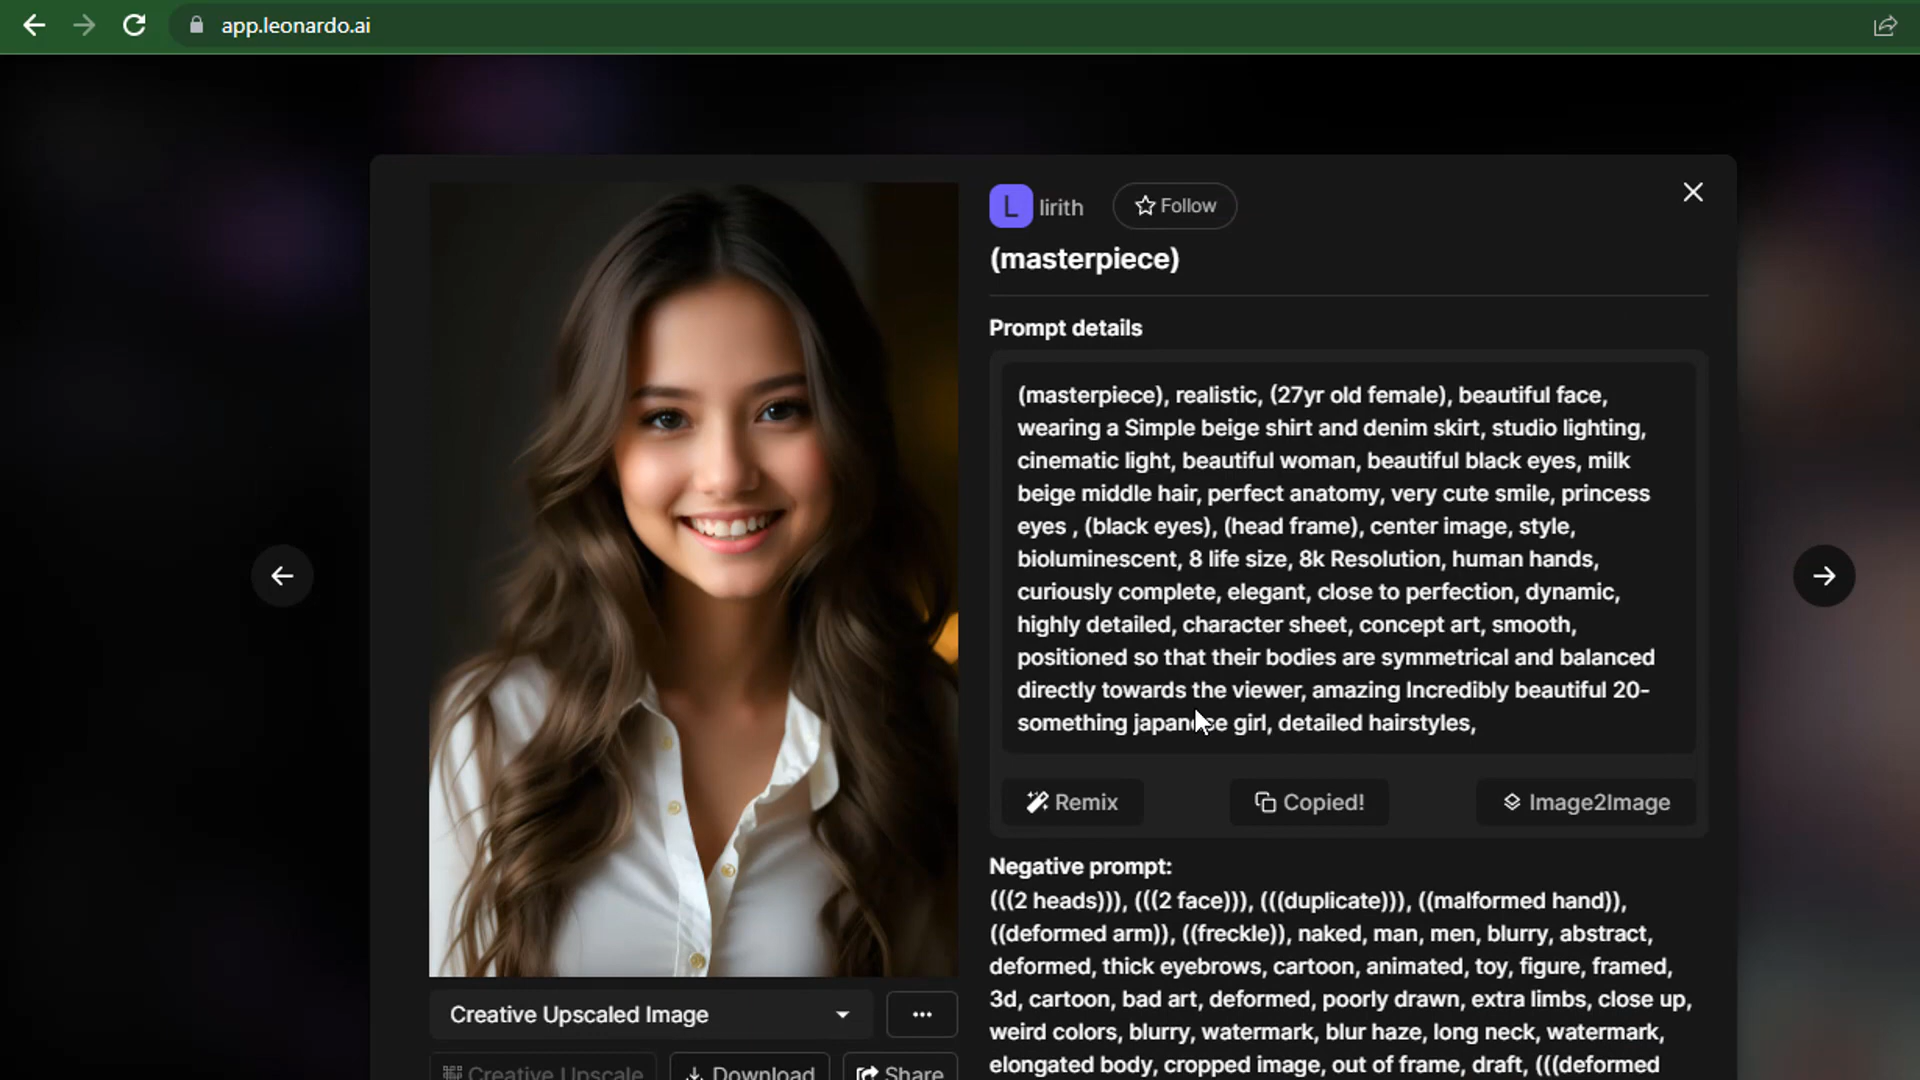 app.leonardo.ai
L lirith Follow
(masterpiece)
Prompt details
(masterpiece), realistic, (27yr old female), beautiful face,
wearing a Simple beige shirt and denim skirt, studio lighting,
cinematic light, beautiful woman, beautiful black eyes, milk
beige middle hair, perfect anatomy, very cute smile, princess
eyes , (black eyes), (head frame), center image, style,
bioluminescent, 8 life size, 8k Resolution, human hands,
curiously complete, elegant, close to perfection, dynamic,
highly detailed, character sheet, concept art, smooth,
positioned so that their bodies are symmetrical and balanced
directly towards the viewer, amazing Incredibly beautiful 20-
something japanese girl, detailed hairstyles,
Remix Copied! Image2Image
Negative prompt:
(((2 heads))), (((2 face))), (((duplicate))), ((malformed hand)),
((deformed arm)), ((freckle)), naked, man, men, blurry, abstract,
deformed, thick eyebrows, cartoon, animated, toy, figure, framed,
3d, cartoon, bad art, deformed, poorly drawn, extra limbs, close up,
weird colors, blurry, watermark, blur haze, long neck, watermark,
elongated body, cropped image, out of frame, draft, (((deformed
Creative Upscaled Image
Creative Upscale Download Share